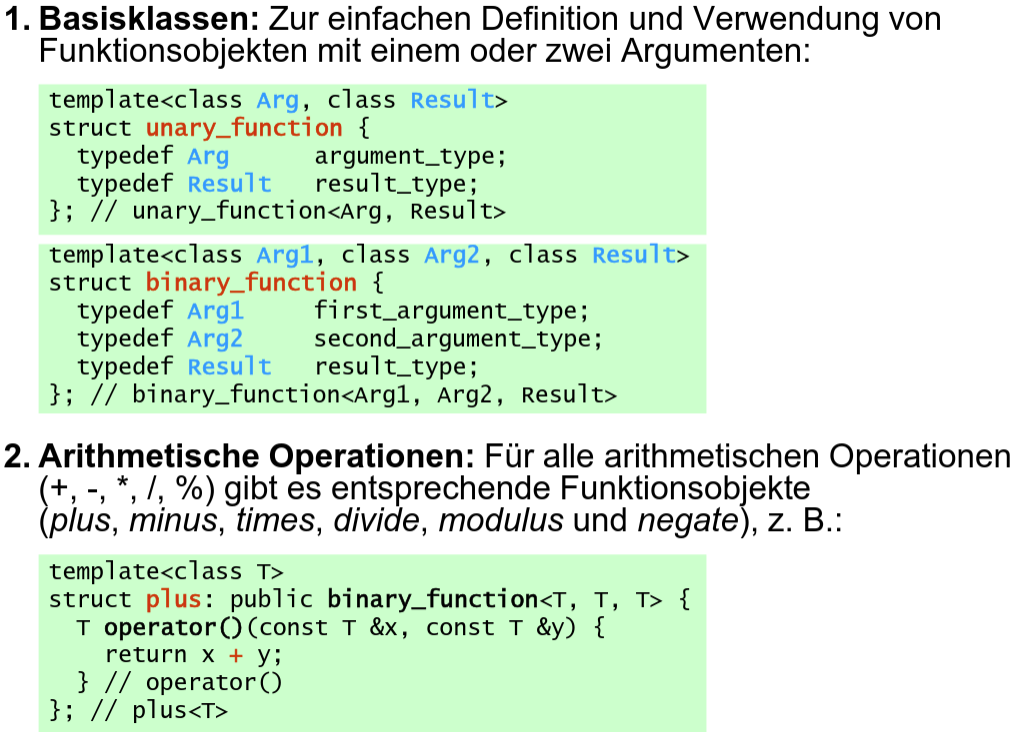 1. Basisklassen: Zur einfachen Definition und Verwendung von
Funktionsobjekten mit einem oder zwei Argumenten:
template<class Arg, class Result>
struct unary_function {
  typedef Arg      argument_type;
  typedef Result   result_type;
}; // unary_function<Arg, Result>
template<class Arg1, class Arg2, class Result>
struct binary_function {
  typedef Arg1     first_argument_type;
  typedef Arg2     second_argument_type;
  typedef Result   result_type;
}; // binary_function<Arg1, Arg2, Result>
2. Arithmetische Operationen: Für alle arithmetischen Operationen
(+, -, *, /, %) gibt es entsprechende Funktionsobjekte
(plus, minus, times, divide, modulus und negate), z. B.:
template<class T>
struct plus: public binary_function<T, T, T> {
  T operator()(const T &x, const T &y) {
    return x + y;
  } // operator()
}; // plus<T>